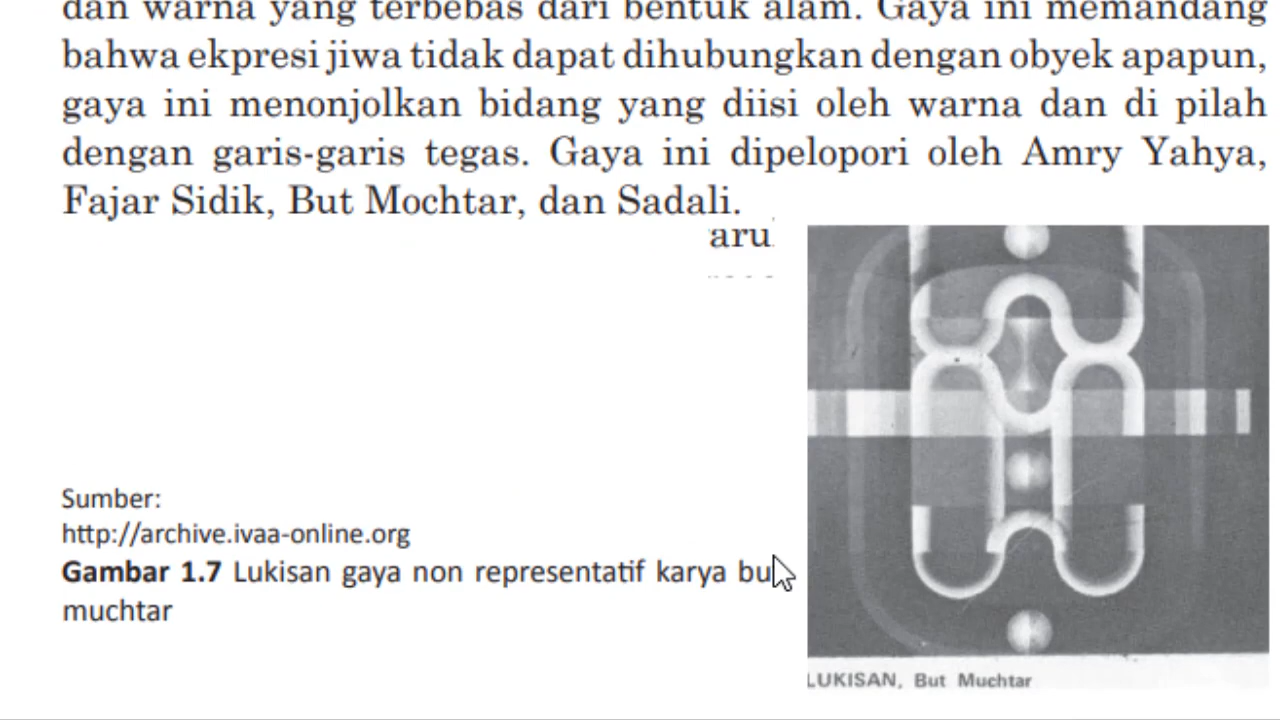 dan warna yang terbebas dari bentuk alam. Gaya ini memandang
bahwa ekpresi jiwa tidak dapat dihubungkan dengan obyek apapun,
gaya ini menonjolkan bidang yang diisi oleh warna dan di pilah
dengan garis-garis tegas. Gaya ini dipelopori oleh Amry Yahya,
Fajar Sidik, But Mochtar, dan Sadali.
aru
Sumber:
http://archive.ivaa-online.org
Gambar 1.7 Lukisan gaya non representatif karya bu
muchtar
LUKISAN, But Muchtar